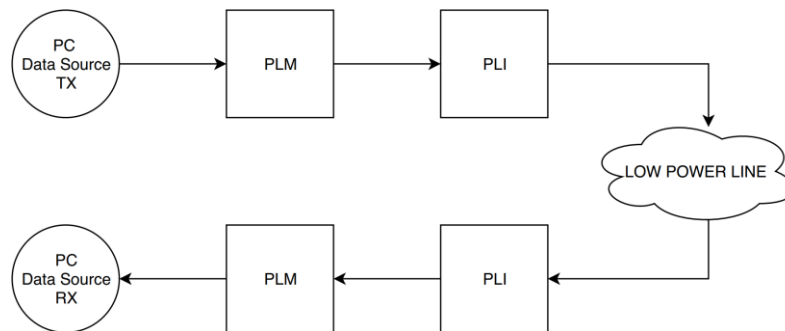 PC
Data Source
TX
PLM
PLI
LOW POWER LINE
PC
Data Source
RX
PLM
PLI